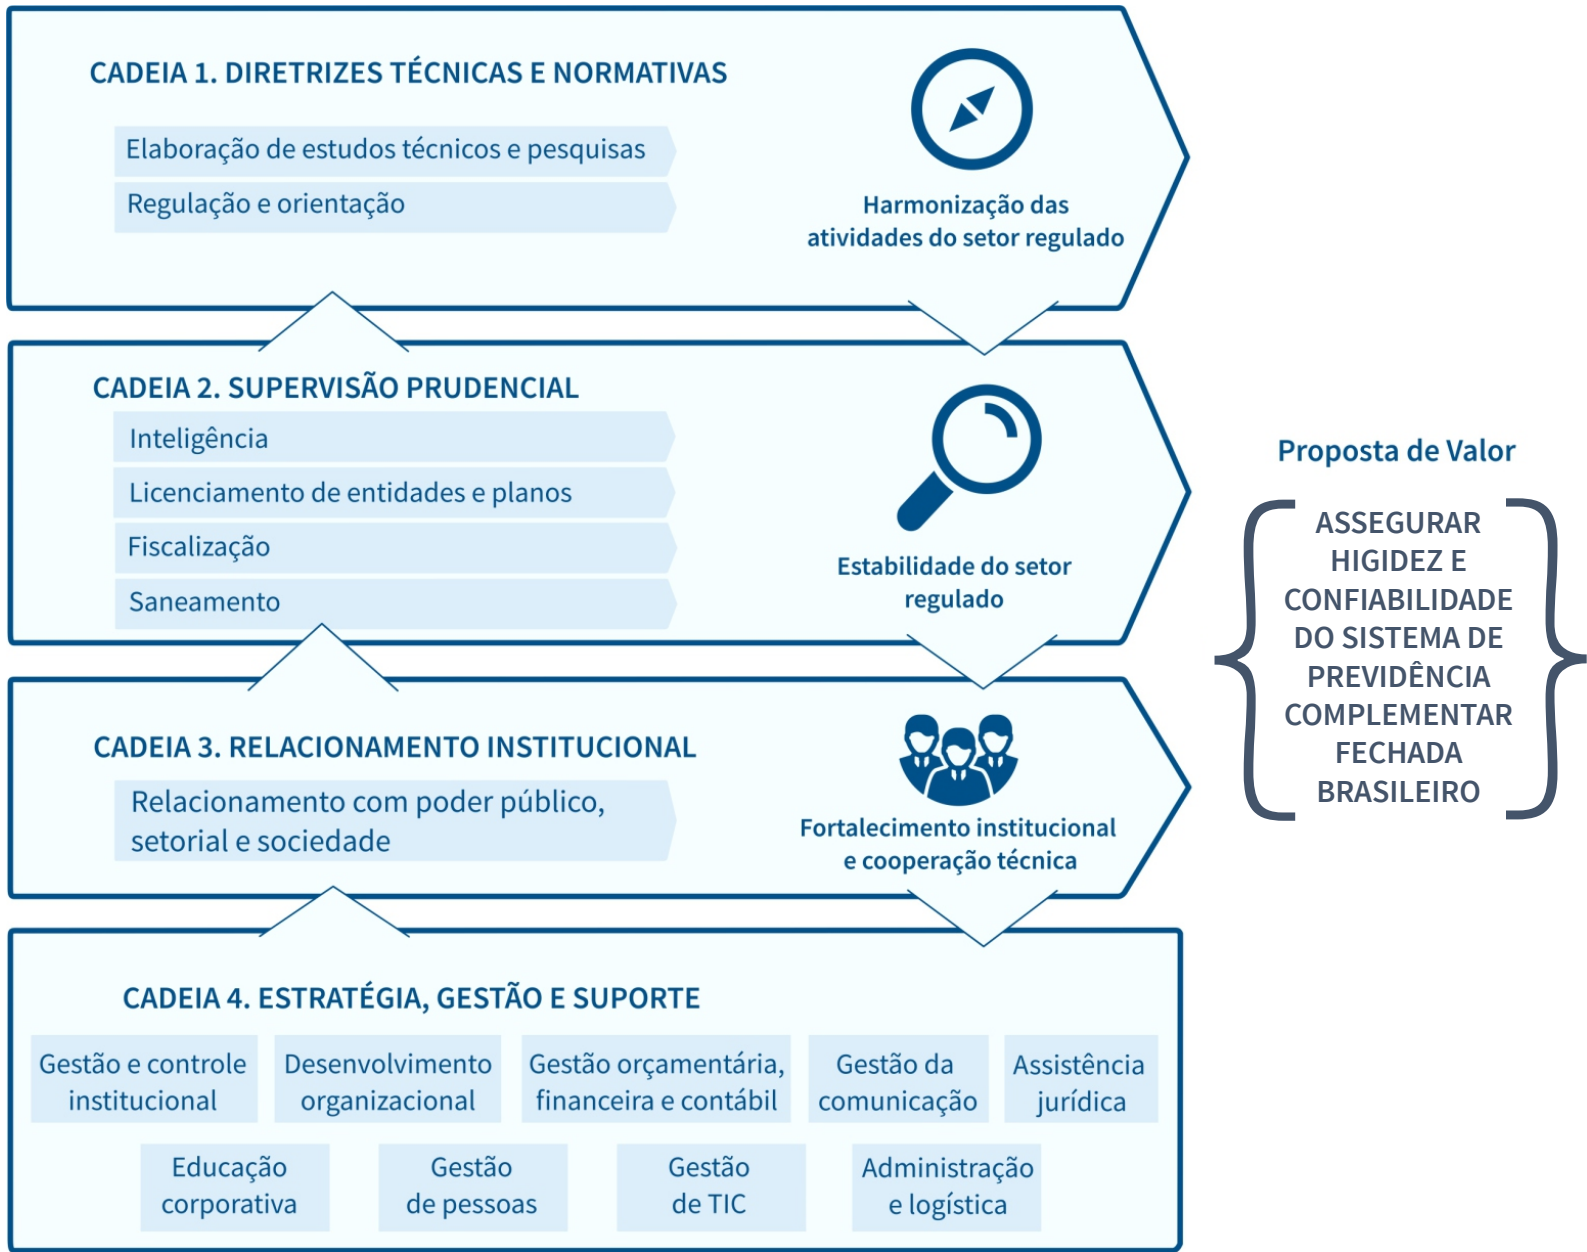 CADEIA 1. DIRETRIZES TÉCNICAS E NORMATIVAS
Elaboração de estudos técnicos e pesquisas
Regulação e orientação
Harmonização das
atividades do setor regulado
CADEIA 2. SUPERVISÃO PRUDENCIAL
Inteligência
Licenciamento de entidades e planos
Fiscalização
Saneamento
Estabilidade do setor
regulado
CADEIA 3. RELACIONAMENTO INSTITUCIONAL
Relacionamento com poder público,
setorial e sociedade
Fortalecimento institucional
e cooperação técnica
CADEIA 4. ESTRATÉGIA, GESTÃO E SUPORTE
Gestão e controle
institucional
Desenvolvimento
organizacional
Gestão orçamentária,
financeira e contábil
Gestão da
comunicação
Assistência
jurídica
Educação
corporativa
Gestão
de pessoas
Gestão
de TIC
Administração
e logística
Proposta de Valor
ASSEGURAR
HIGIDEZ E
CONFIABILIDADE
DO SISTEMA DE
PREVIDÊNCIA
COMPLEMENTAR
FECHADA
BRASILEIRO